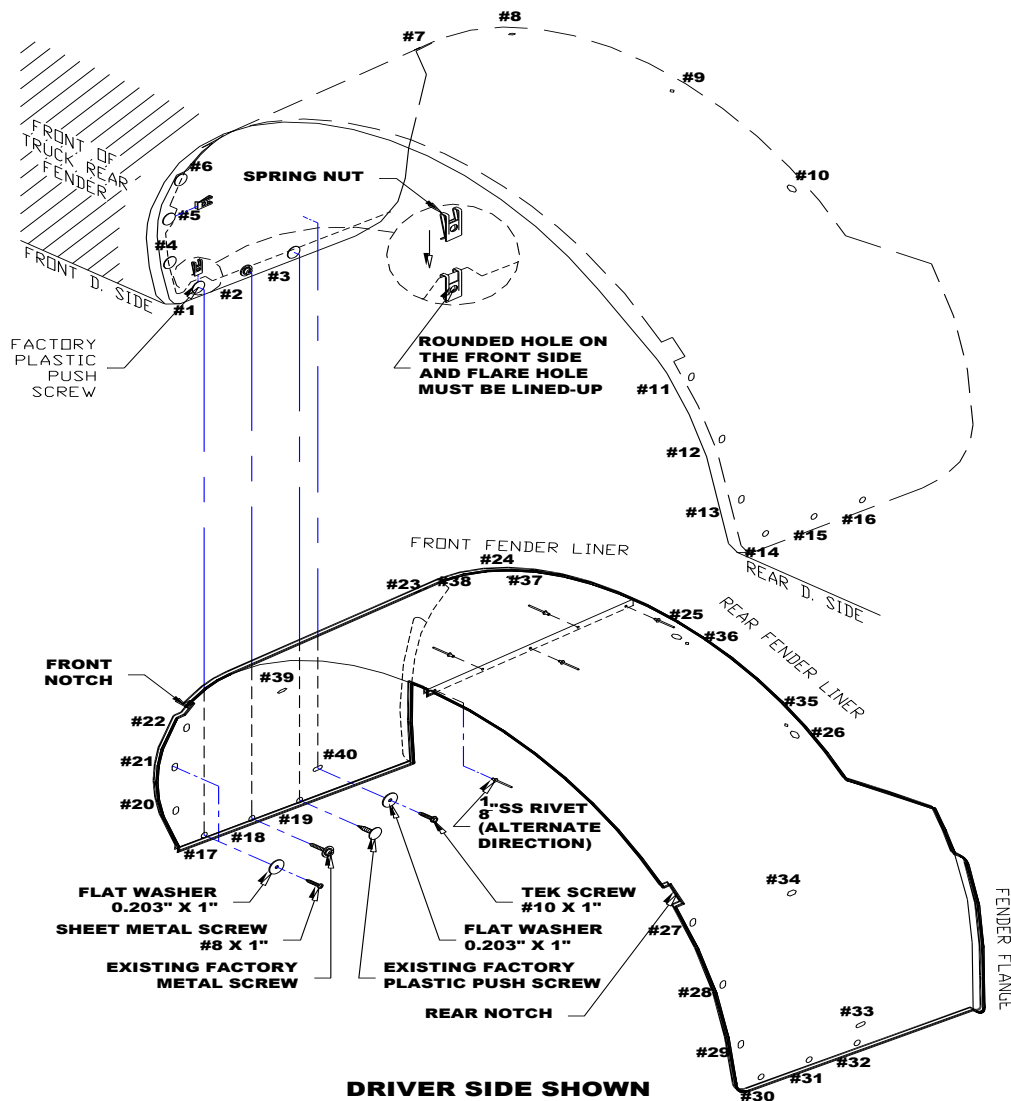 #8
#7
#9
FRONT OF
TRUCK REAR
FENDER
#6
SPRING NUT
#10
#5
#4
#3
#2
FRONT D. SIDE
#1
FACTORY
PLASTIC
PUSH
SCREW
ROUNDED HOLE ON
THE FRONT SIDE
AND FLARE HOLE
MUST BE LINED-UP
#11
#12
#13
#16
#15
#14
REAR D. SIDE
FRONT FENDER LINER
#24
#23
#38
#37
#25
#36
REAR FENDER LINER
FRONT
NOTCH
#39
#35
#22
#26
#21
#40
#20
#19
#18
#17
1
8
"SS RIVET
(ALTERNATE
DIRECTION)
FLAT WASHER
0.203" X 1"
TEK SCREW
#10 X 1"
#34
SHEET METAL SCREW
#8 X 1"
FLAT WASHER
0.203" X 1"
#27
FENDER FLANGE
EXISTING FACTORY
METAL SCREW
EXISTING FACTORY
PLASTIC PUSH SCREW
#28
REAR NOTCH
#33
#29
#32
#31
#30
DRIVER SIDE SHOWN